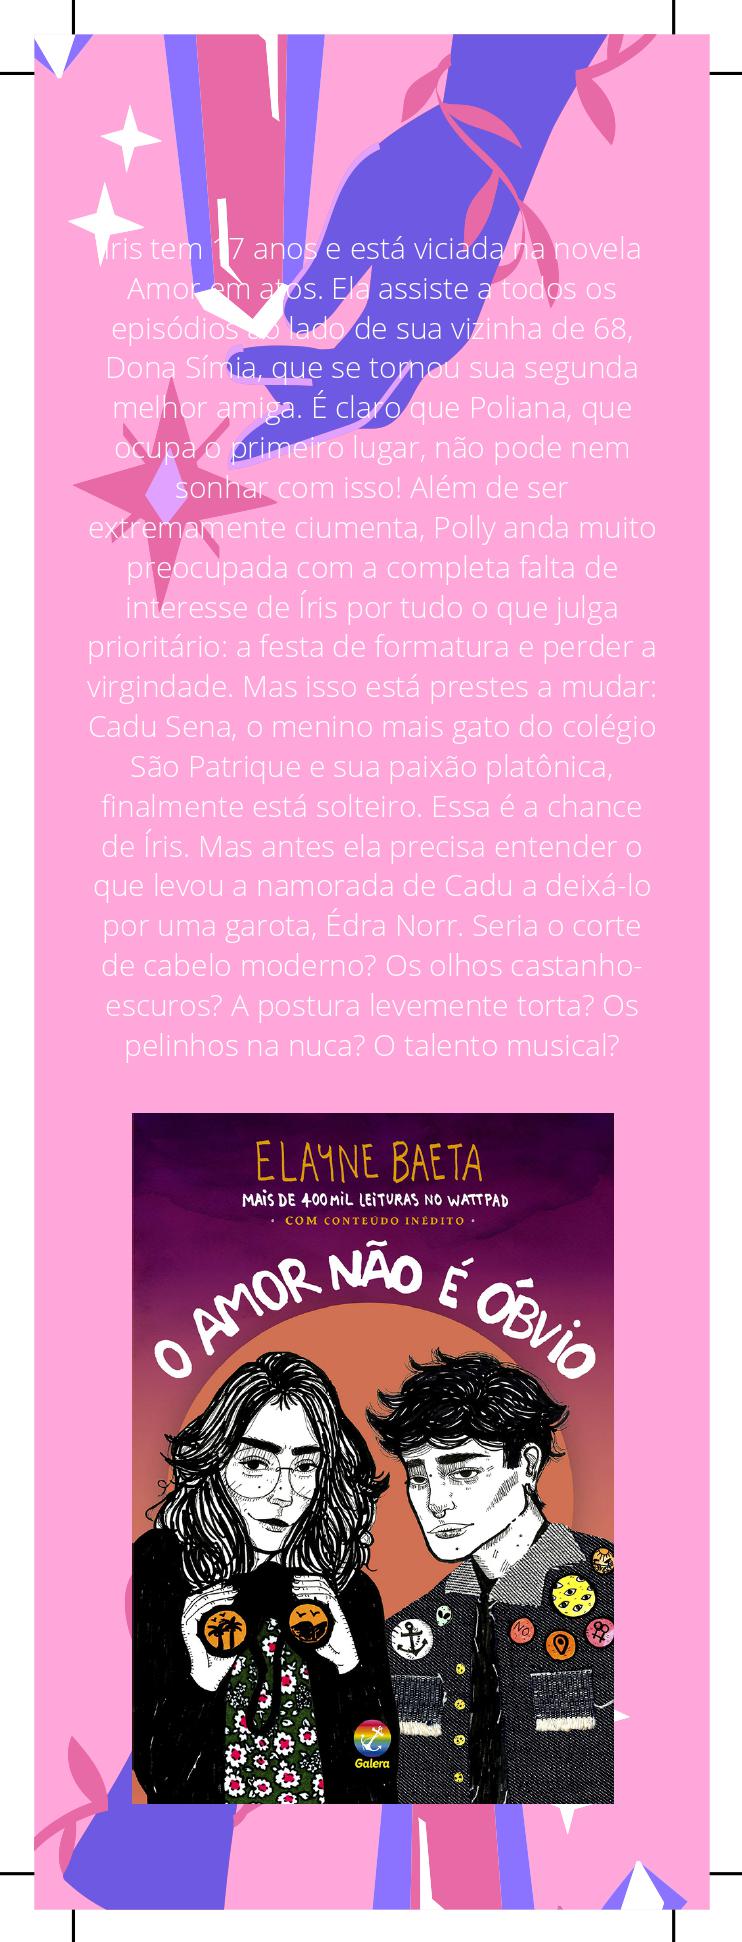 Íris tem 17 anos e está viciada na novela
Amor em atos. Ela assiste a todos os
episódios ao lado de sua vizinha de 68,
Dona Símia, que se tornou sua segunda
melhor amiga. É claro que Poliana, que
ocupa o primeiro lugar, não pode nem
sonhar com isso! Além de ser
extremamente ciumenta, Polly anda muito
preocupada com a completa falta de
interesse de Íris por tudo o que julga
prioritário: a festa de formatura e perder a
virgindade. Mas isso está prestes a mudar:
Cadu Sena, o menino mais gato do colégio
São Patrique e sua paixão platônica,
finalmente está solteiro. Essa é a chance
de Íris. Mas antes ela precisa entender o
que levou a namorada de Cadu a deixá-lo
por uma garota, Édra Norr. Seria o corte
de cabelo moderno? Os olhos castanho-
escuros? A postura levemente torta? Os
pelinhos na nuca? O talento musical?
ELAYNE BAETA
MAIS DE 400 MIL LEITURAS NO WATTPAD
• COM CONTEÚDO INÉDITO •
O AMOR NÃO É ÓBVIO
NO.
Galera